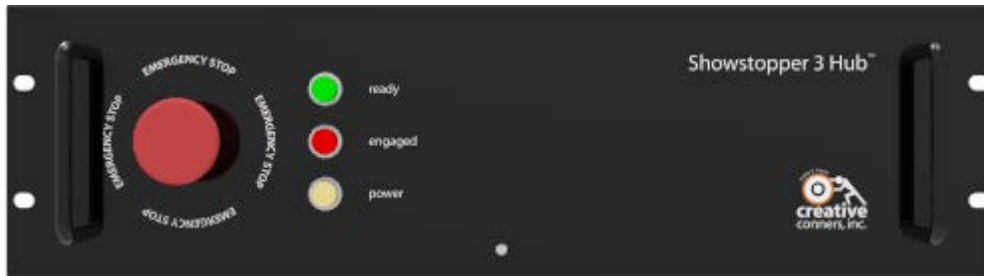 EMERGENCY STOP
EMERGENCY STOP
EMERGENCY STOP
EMERGENCY STOP
ready
engaged
power
Showstopper 3 Hub™
creative
conners, inc.